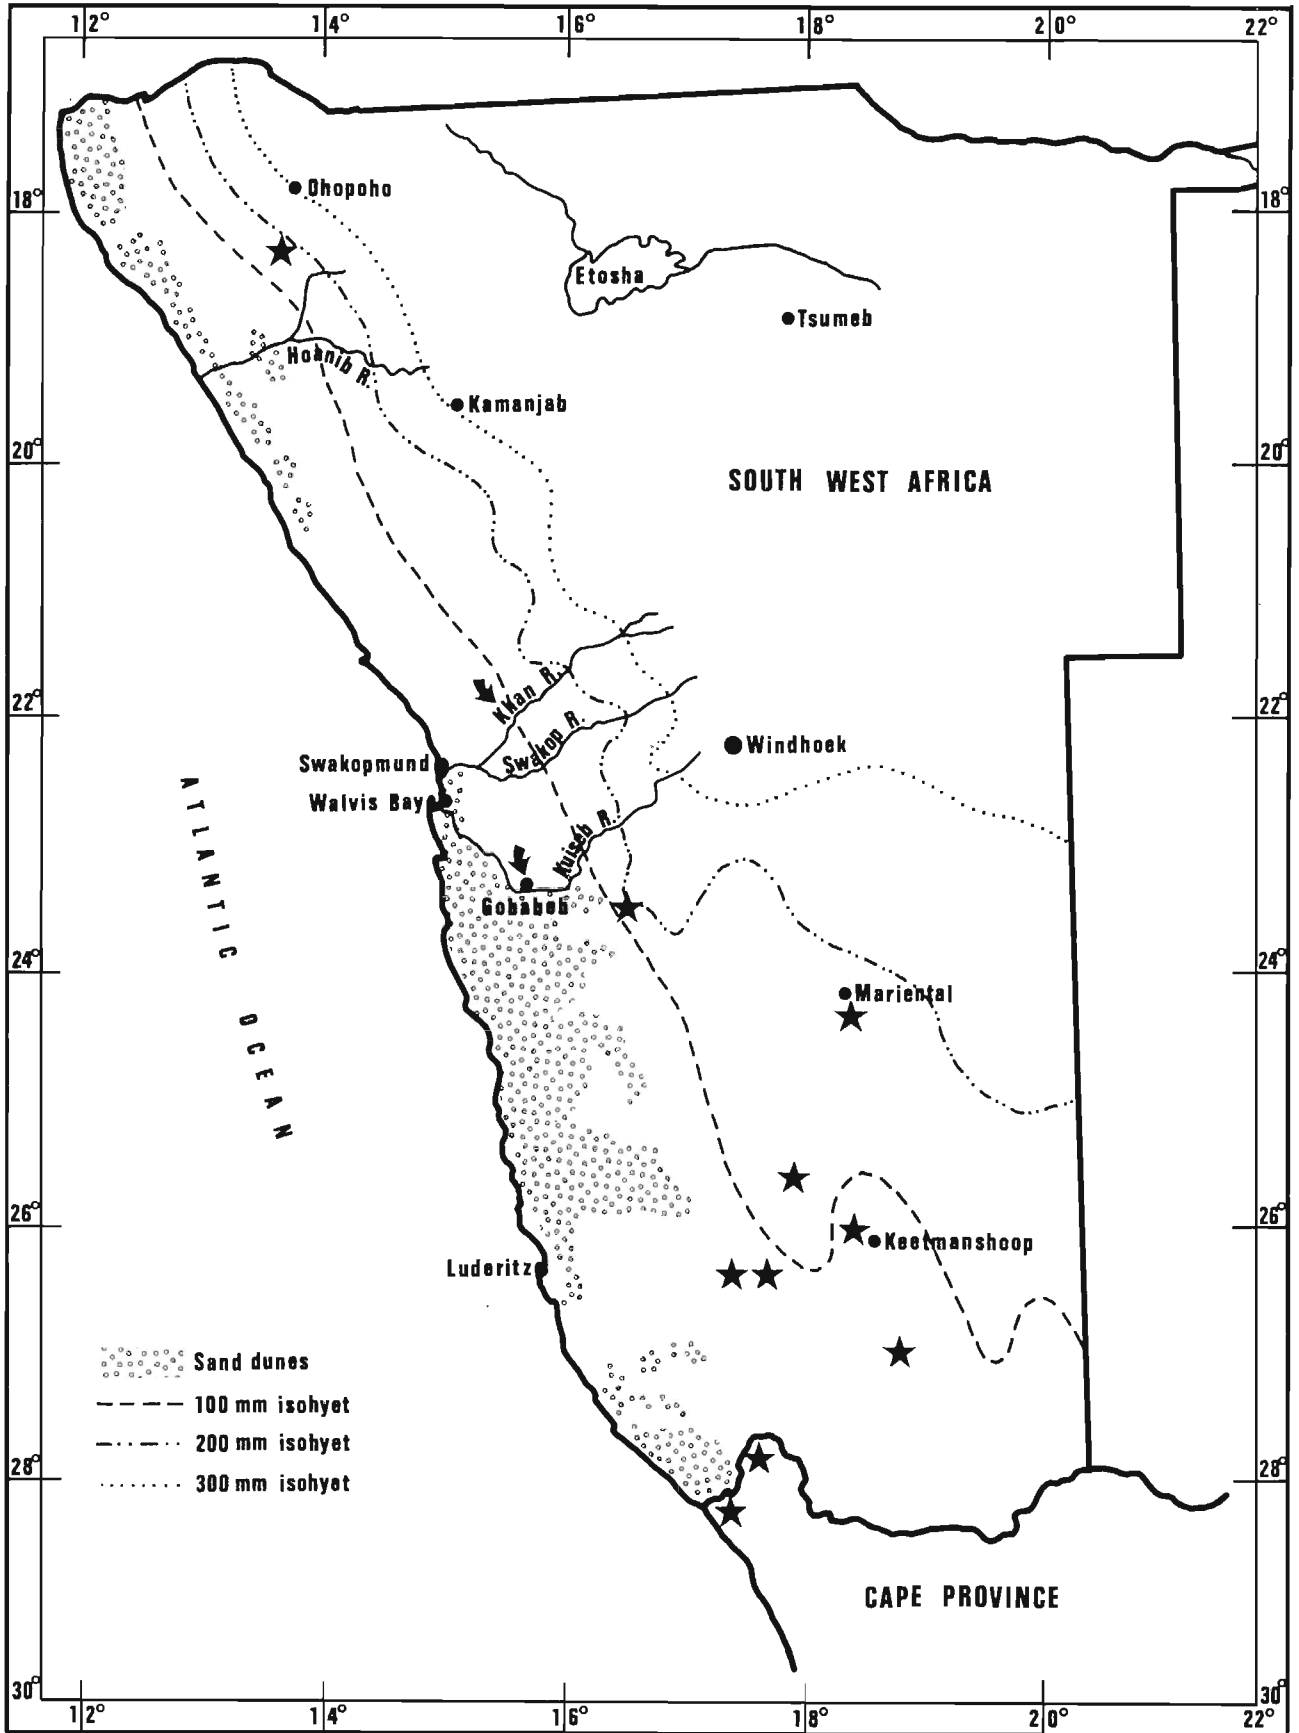 12° 14° 16° 18° 20° 22°
Ohopoho
18° 18°
Etosha
Tsumeb
Hoanib R.
Kamanjab
20° 20°
SOUTH WEST AFRICA
Khan R.
22° 22°
Swakop R.
Windhoek
Swakopmund
Walvis Bay
Kuiseb R.
Gobabeb
ATLANTIC OCEAN
24° 24°
Mariental
26° 26°
Keetmanshoop
Luderitz
Sand dunes
100 mm isohyet
200 mm isohyet
300 mm isohyet
28° 28°
CAPE PROVINCE
30° 30°
12° 14° 16° 18° 20° 22°